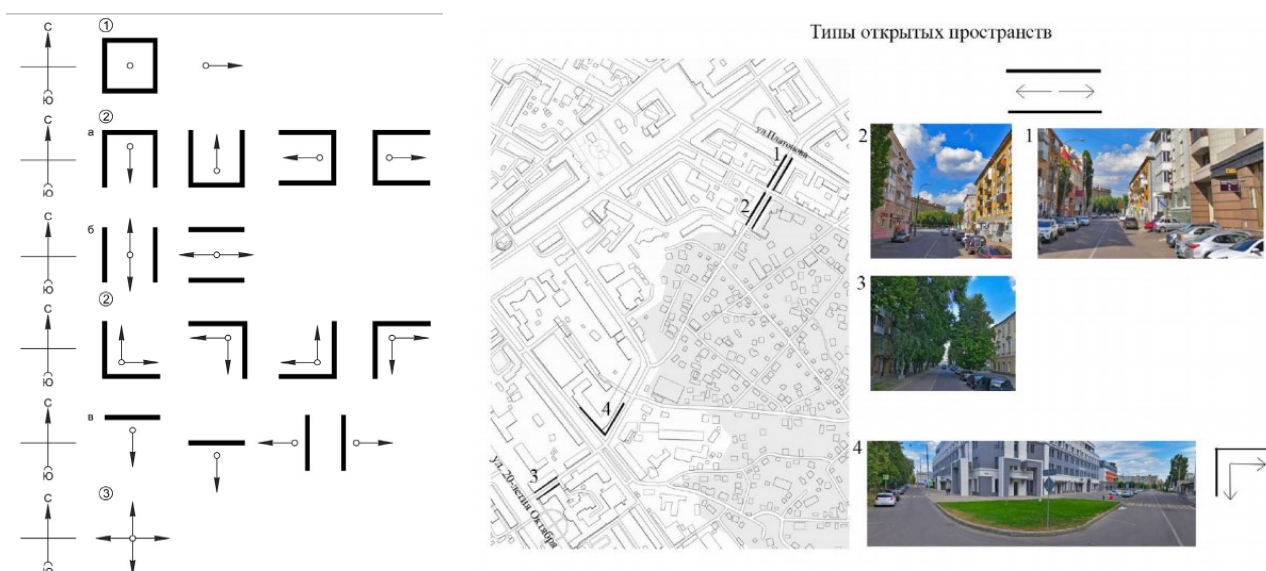 С
Ю
①
С
Ю
②
а
С
Ю
б
С
Ю
②
С
Ю
в
С
Ю
③
Типы открытых пространств
ул.Платонова
1
2
4
3
ул. 20-летия Октября
2
1
3
4